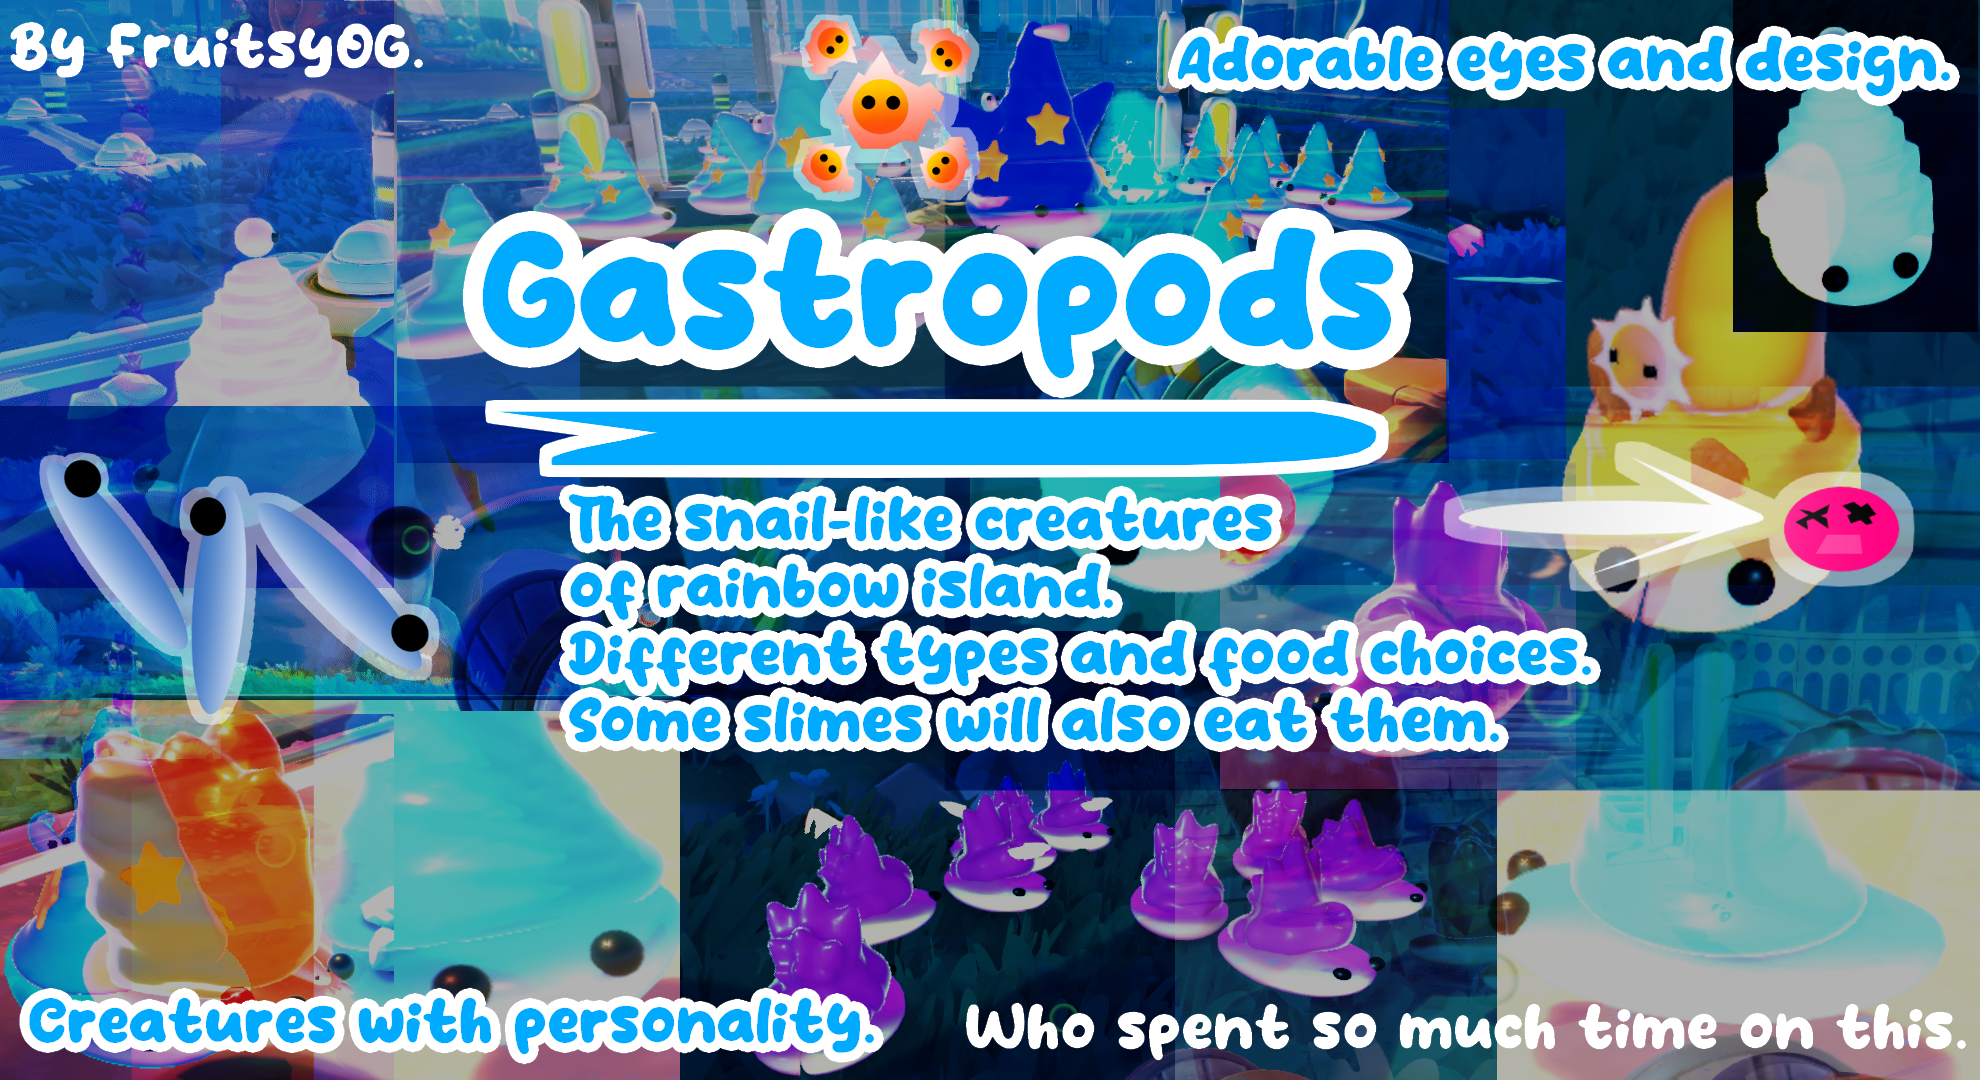 By FruitsyOG.
Adorable eyes and design.
Gastropods
The snail-like creatures
of rainbow island.
Different types and food choices.
Some slimes will also eat them.
Creatures with personality.
Who spent so much time on this.